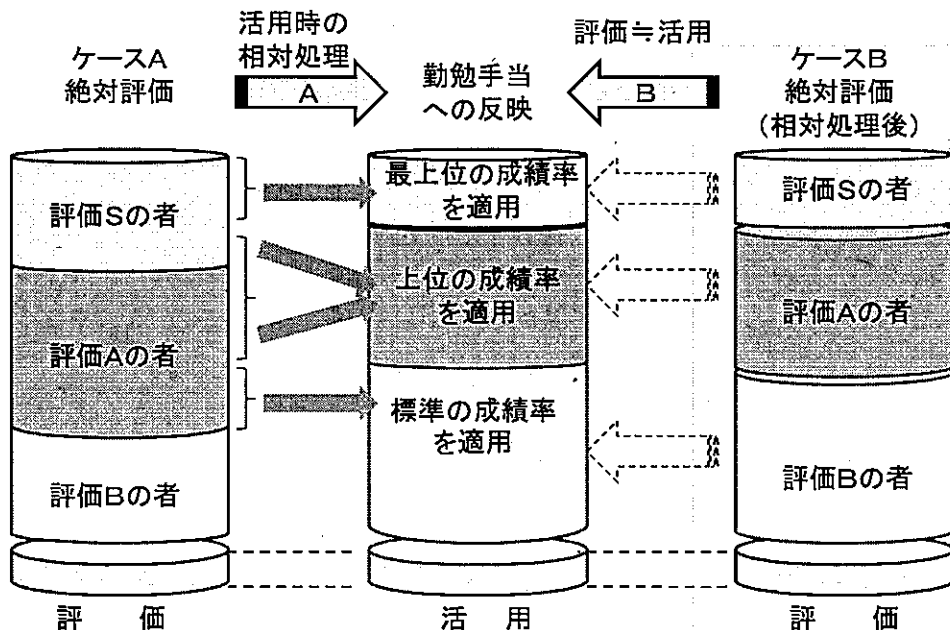 ケースA
絶対評価
活用時の
相対処理
A
勤勉手当
への反映
評価≒活用
B
ケースB
絶対評価
（相対処理後）
評価Sの者
評価Aの者
評価Bの者
最上位の成績率
を適用
上位の成績率
を適用
標準の成績率
を適用
評価Sの者
評価Aの者
評価Bの者
評　価
活　用
評　価